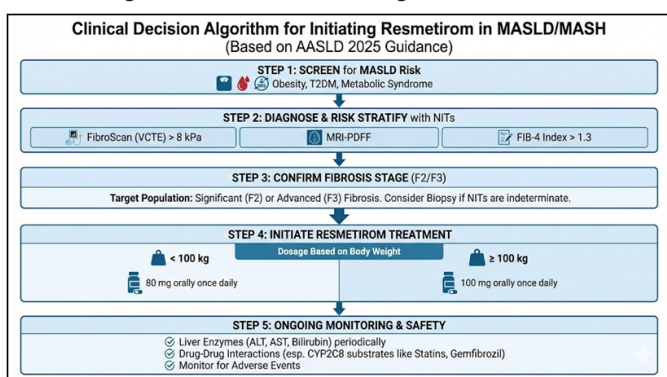 Clinical Decision Algorithm for Initiating Resmetirom in MASLD/MASH
(Based on AASLD 2025 Guidance)
STEP 1: SCREEN for MASLD Risk
Obesity, T2DM, Metabolic Syndrome
STEP 2: DIAGNOSE & RISK STRATIFY with NITs
FibroScan (VCTE) > 8 kPa
MRI-PDFF
FIB-4 Index > 1.3
STEP 3: CONFIRM FIBROSIS STAGE (F2/F3)
Target Population: Significant (F2) or Advanced (F3) Fibrosis. Consider Biopsy if NITs are indeterminate.
STEP 4: INITIATE RESMETIROM TREATMENT
Dosage Based on Body Weight
< 100 kg
80 mg orally once daily
≥ 100 kg
100 mg orally once daily
STEP 5: ONGOING MONITORING & SAFETY
Liver Enzymes (ALT, AST, Bilirubin) periodically
Drug-Drug Interactions (esp. CYP2C8 substrates like Statins, Gemfibrozil)
Monitor for Adverse Events